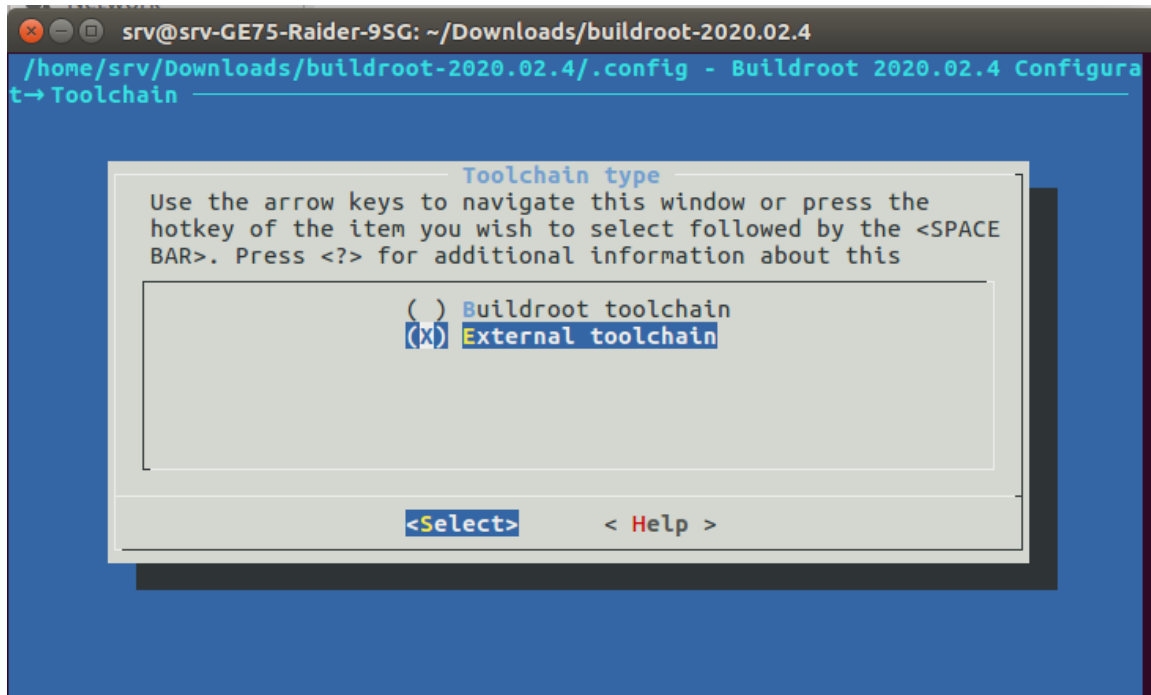 srv@srv-GE75-Raider-9SG: ~/Downloads/buildroot-2020.02.4
/home/srv/Downloads/buildroot-2020.02.4/.config - Buildroot 2020.02.4 Configura
t→ Toolchain
Toolchain type
Use the arrow keys to navigate this window or press the
hotkey of the item you wish to select followed by the <SPACE
BAR>. Press <?> for additional information about this
( ) Buildroot toolchain
(X) External toolchain
<Select> < Help >